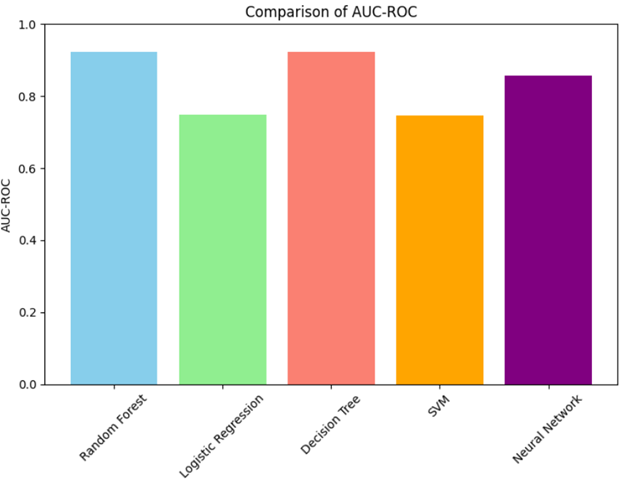 Comparison of AUC-ROC
AUC-ROC
1.0
0.8
0.6
0.4
0.2
0.0
Random Forest
Logistic Regression
Decision Tree
SVM
Neural Network